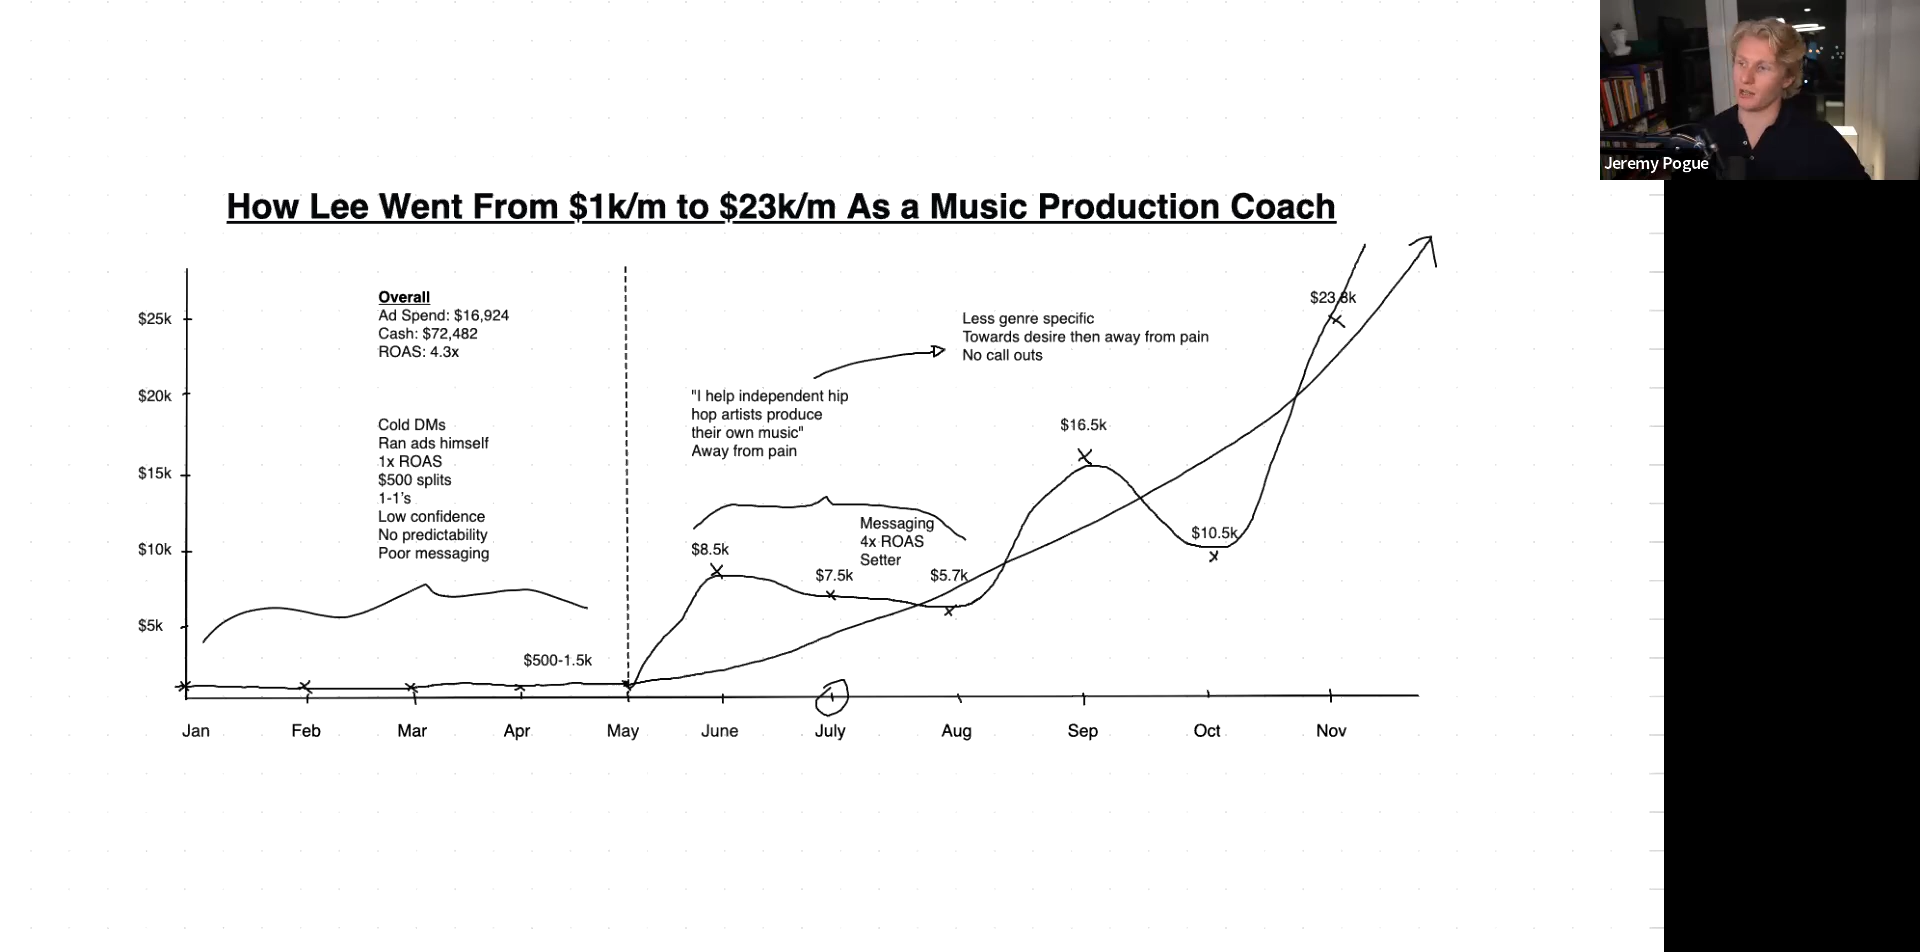 Jeremy Pogue
How Lee Went From $1k/m to $23k/m As a Music Production Coach
$25k
$20k
$15k
$10k
$5k
Overall
Ad Spend: $16,924
Cash: $72,482
ROAS: 4.3x
Cold DMs
Ran ads himself
1x ROAS
$500 splits
1-1's
Low confidence
No predictability
Poor messaging
$500-1.5k
"I help independent hip
hop artists produce
their own music"
Away from pain
Less genre specific
Towards desire then away from pain
No call outs
Messaging
4x ROAS
Setter
$8.5k
$7.5k
$5.7k
$16.5k
$10.5k
$23.8k
Jan
Feb
Mar
Apr
May
June
July
Aug
Sep
Oct
Nov